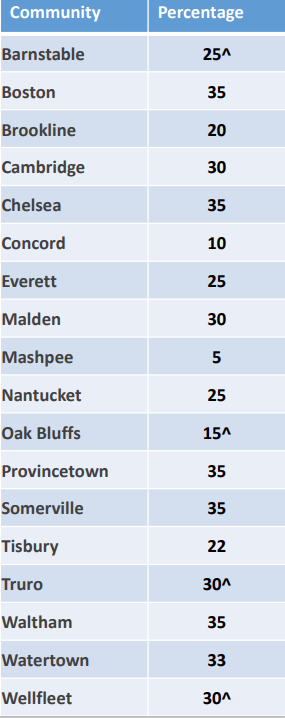 Community Percentage
Barnstable 25^
Boston 35
Brookline 20
Cambridge 30
Chelsea 35
Concord 10
Everett 25
Malden 30
Mashpee 5
Nantucket 25
Oak Bluffs 15^
Provincetown 35
Somerville 35
Tisbury 22
Truro 30^
Waltham 35
Watertown 33
Wellfleet 30^